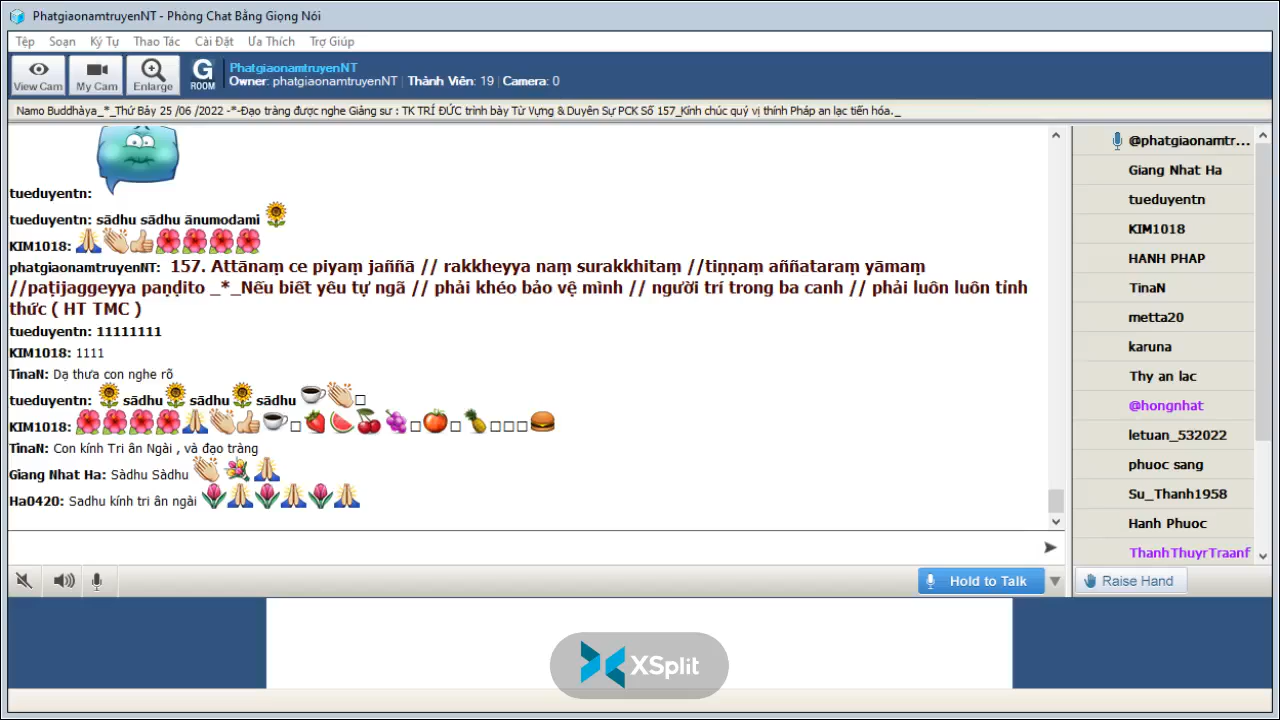 PhatgiaonamtruyenNT - Phòng Chat Bằng Giọng Nói
Tệp Soạn Ký Tự Thao Tác Cài Đặt Ưa Thích Trợ Giúp
View Cam My Cam Enlarge G ROOM
PhatgiaonamtruyenNT
Owner: phatgiaonamtruyenNT | Thành Viên: 19 | Camera: 0
Namo Buddhàya_*_Thứ Bảy 25 /06 /2022 -*-Đạo tràng được nghe Giảng sư : TK TRÍ ĐỨC trình bày Từ Vựng & Duyên Sự PCK Số 157_Kính chúc quý vị thính Pháp an lạc tiến hóa._
tueduyentn:
tueduyentn: sādhu sādhu ānumodami
KIM1018:
phatgiaonamtruyenNT: 157. Attānaṃ ce piyaṃ jaññā // rakkheyya naṃ surakkhitaṃ //tiṇṇaṃ aññataraṃ yāmaṃ
//paṭijaggeyya paṇḍito _*_Nếu biết yêu tự ngã // phải khéo bảo vệ mình // người trí trong ba canh // phải luôn luôn tỉnh
thức ( HT TMC )
tueduyentn: 11111111
KIM1018: 1111
TinaN: Dạ thưa con nghe rõ
tueduyentn: sādhu sādhu sādhu
KIM1018:
TinaN: Con kính Tri ân Ngài , và đạo tràng
Giang Nhat Ha: Sàdhu Sàdhu
Ha0420: Sadhu kính tri ân ngài
@phatgiaonamtr...
Giang Nhat Ha
tueduyentn
KIM1018
HANH PHAP
TinaN
metta20
karuna
Thy an lac
@hongnhat
letuan_532022
phuoc sang
Su_Thanh1958
Hanh Phuoc
ThanhThuyrTraanf
Hold to Talk
Raise Hand
XSplit